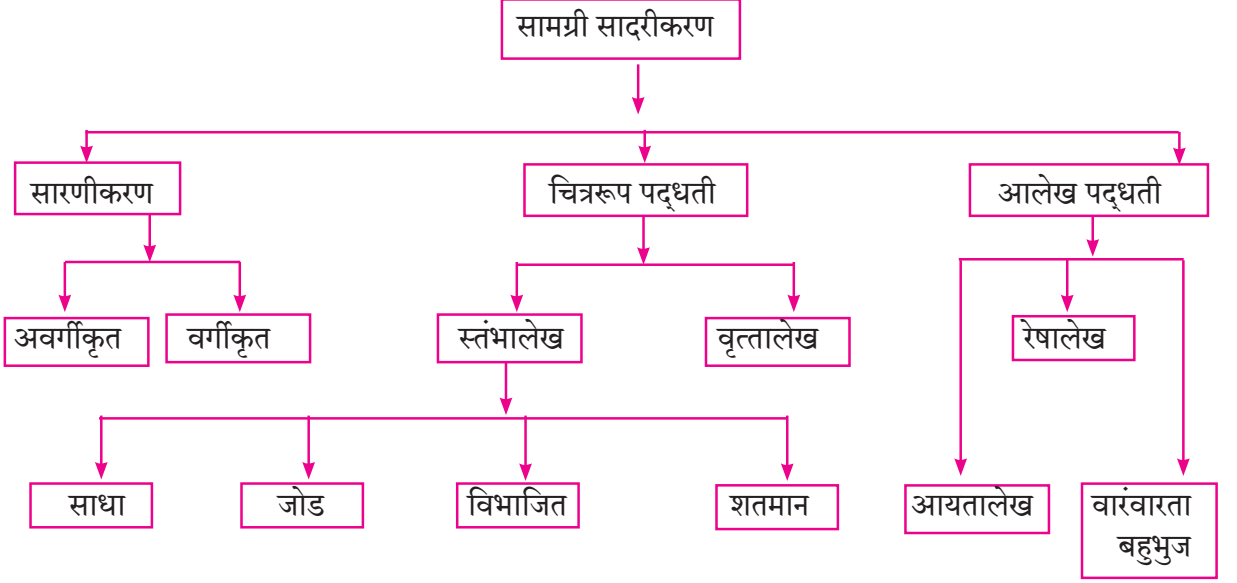 सामग्री सादरीकरण
सारणीकरण
चित्ररूप पद्धती
आलेख पद्धती
अवर्गीकृत
वर्गीकृत
स्तंभालेख
वृत्तालेख
रेषालेख
साधा
जोड
विभाजित
शतमान
आयतालेख
वारंवारता
बहुभुज